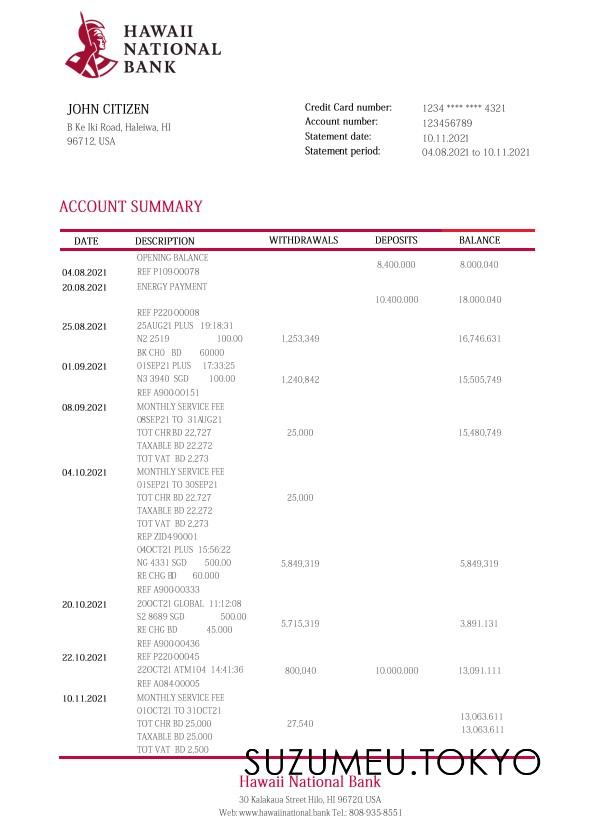 HAWAII
NATIONAL
BANK
JOHN CITIZEN
B Ke Iki Road, Haleiwa, HI
96712, USA
Credit Card number: 1234 **** **** 4321
Account number: 123456789
Statement date: 10.11.2021
Statement period: 04.08.2021 to 10.11.2021
ACCOUNT SUMMARY
DATE DESCRIPTION WITHDRAWALS DEPOSITS BALANCE
OPENING BALANCE
8,400.000 8.000.040
04.08.2021 REF P109-00078
20.08.2021 ENERGY PAYMENT
10.400.000 18.000.040
REF P220-00008
25.08.2021 25AUG21 PLUS 19:18:31
N2 2519 100.00 1,253,349 16,746.631
BK CHO BD 60000
01.09.2021 01SEP21 PLUS 17:33:25
N3 3940 SGD 100.00 1,240,842 15,505,749
REF A900-00151
08.09.2021 MONTHLY SERVICE FEE
08SEP21 TO 31AUG21
TOT CHR BD 22,727 25,000 15,480,749
TAXABLE BD 22,272
TOT VAT BD 2,273
04.10.2021 MONTHLY SERVICE FEE
01SEP21 TO 30SEP21
TOT CHR BD 22,727 25,000
TAXABLE BD 22,272
TOT VAT BD 2,273
REP ZID4-90001
04OCT21 PLUS 15:56:22
NG 4331 SGD 500.00 5,849,319 5,849,319
RE CHG BD 60.000
REF A900-00333
20.10.2021 20OCT21 GLOBAL 11:12:08
S2 8689 SGD 500.00
5,715,319 3,891.131
RE CHG BD 45.000
REF A900-00436
22.10.2021 REF P220-00045
22OCT21 ATM104 14:41:36 800,040 10.000.000 13,091.111
REF A084-00005
10.11.2021 MONTHLY SERVICE FEE
01OCT21 TO 31OCT21 13,063.611
TOT CHR BD 25,000 27,540 13,063.611
TAXABLE BD 25,000
TOT VAT BD 2,500
SUZUMEU.TOKYO
Hawaii National Bank
30 Kalakaua Street Hilo, HI 96720, USA
Web: www.hawaiinational.bank Tel.: 808-935-8551